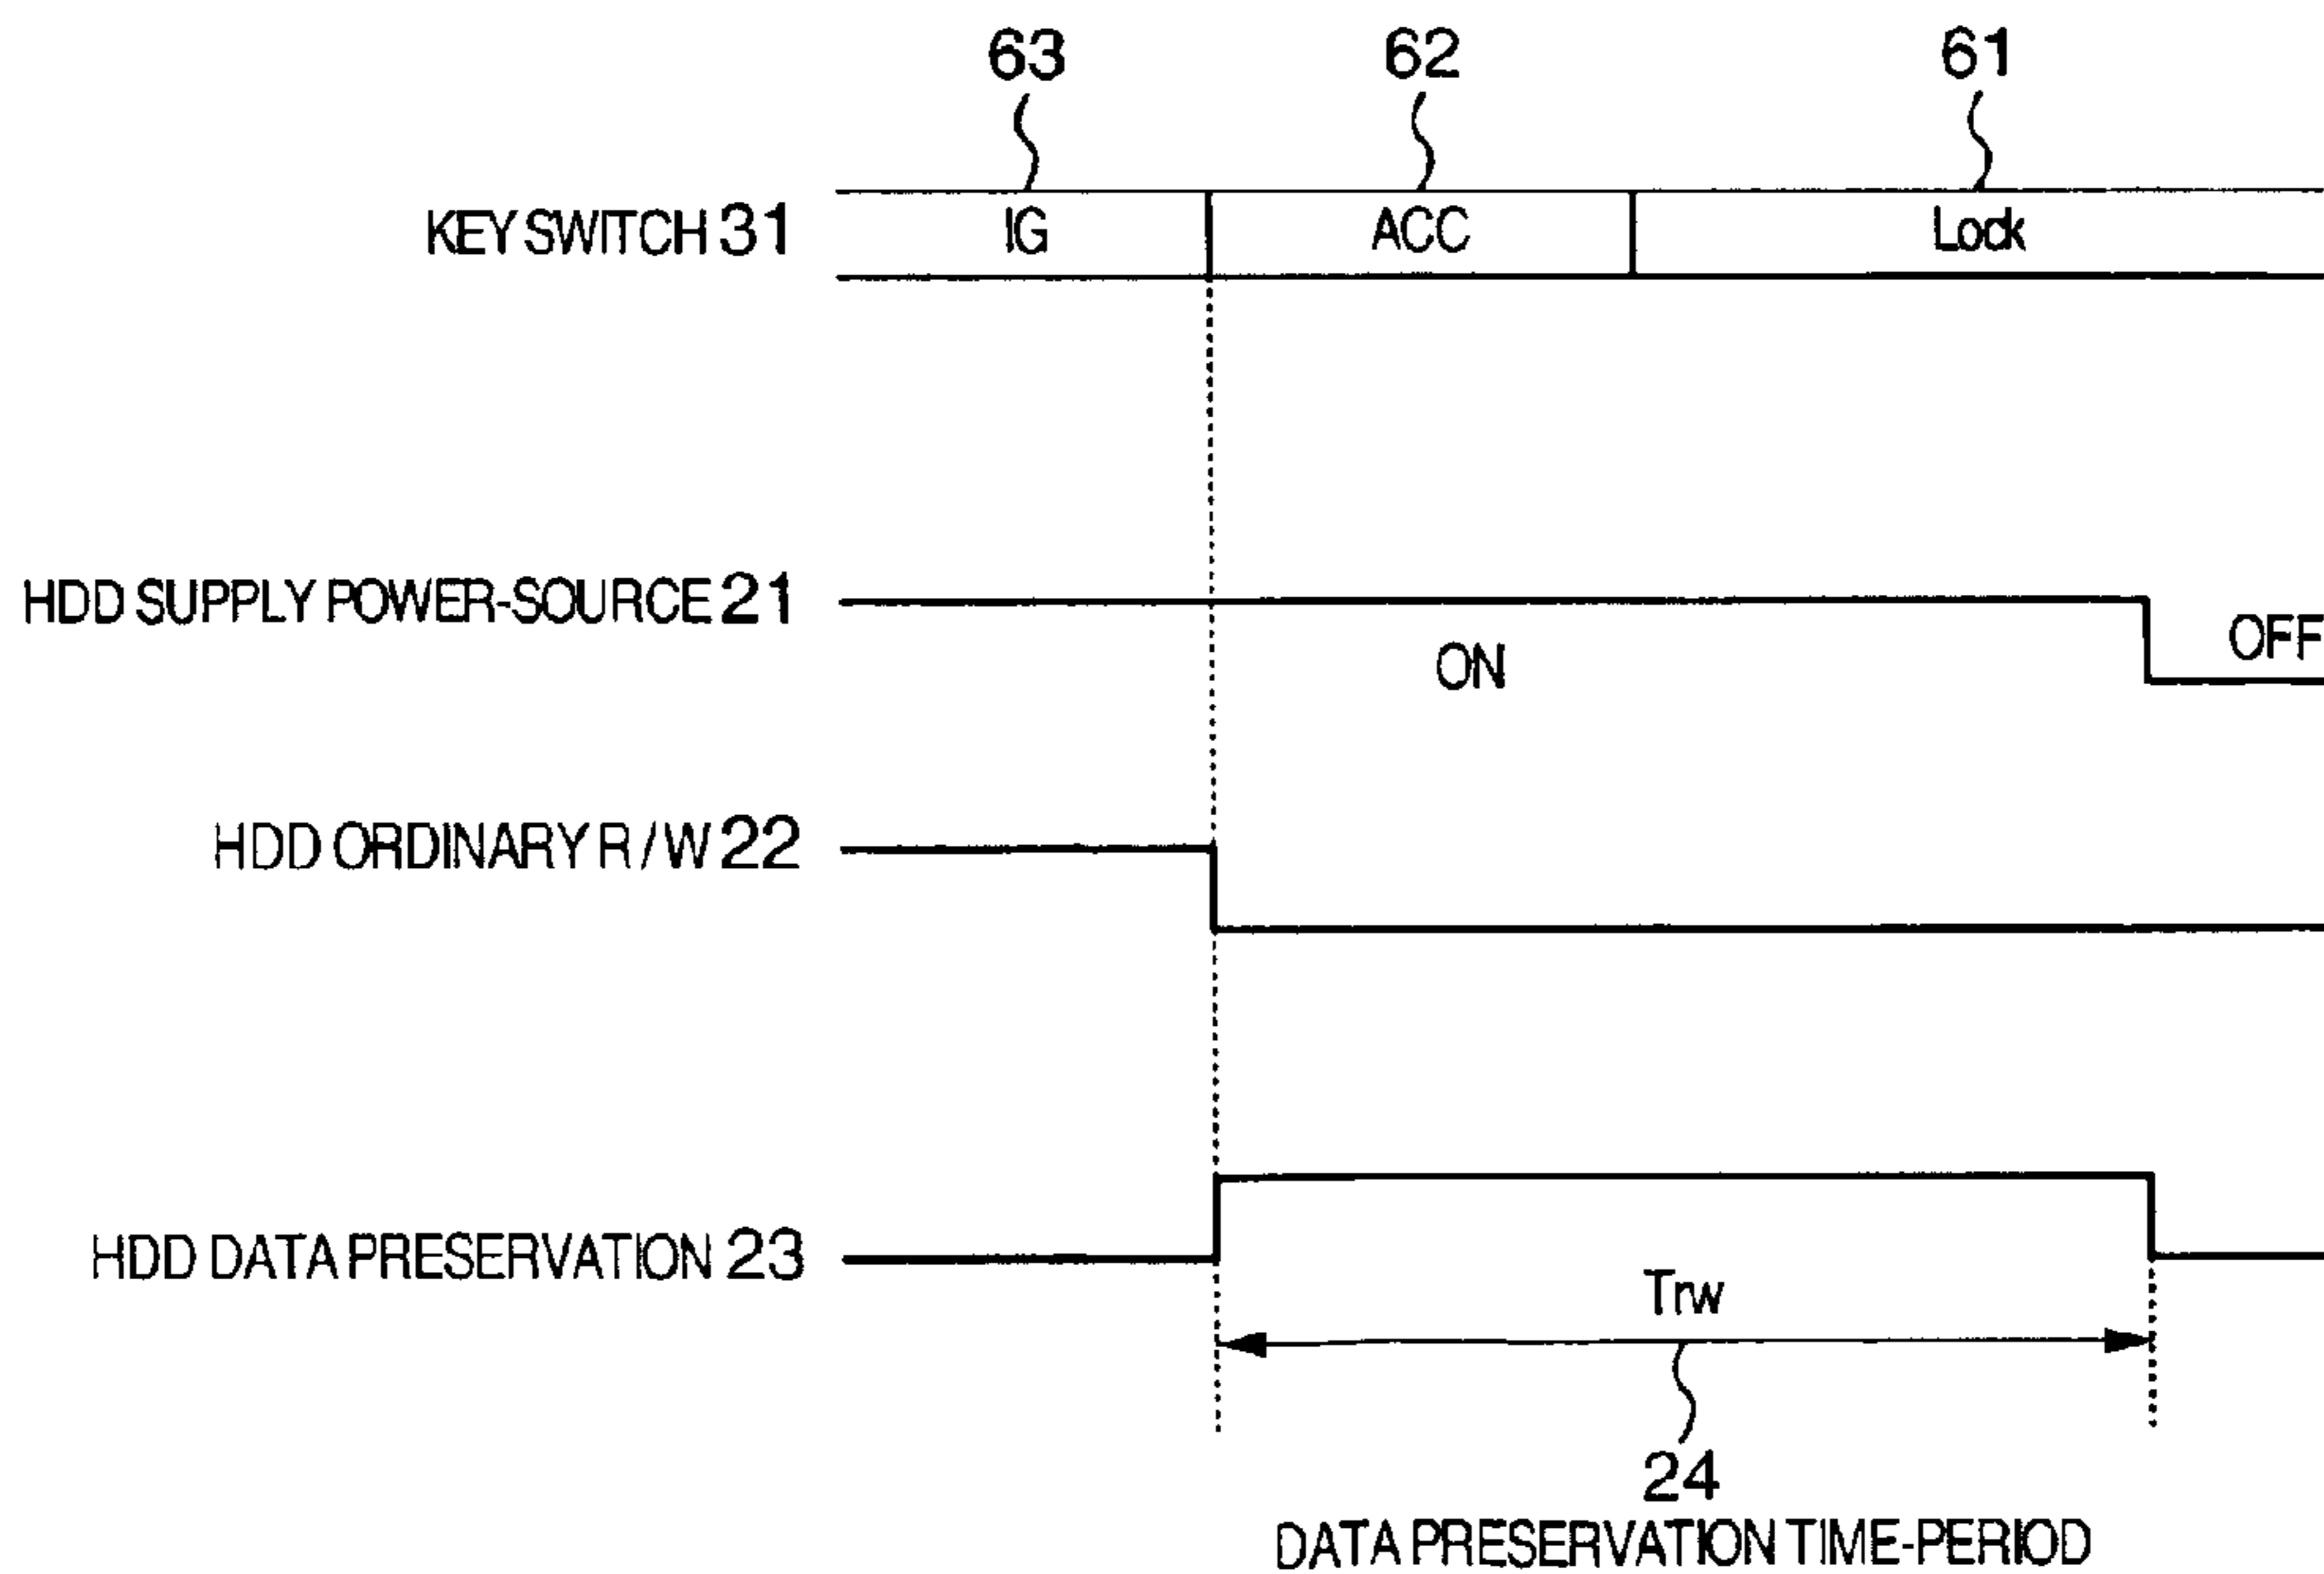 63 62 61
KEY SWITCH 31 IG ACC Lock
HDD SUPPLY POWER-SOURCE 21 ON OFF
HDD ORDINARY R/W 22
HDD DATA PRESERVATION 23
Trw
24
DATA PRESERVATION TIME-PERIOD